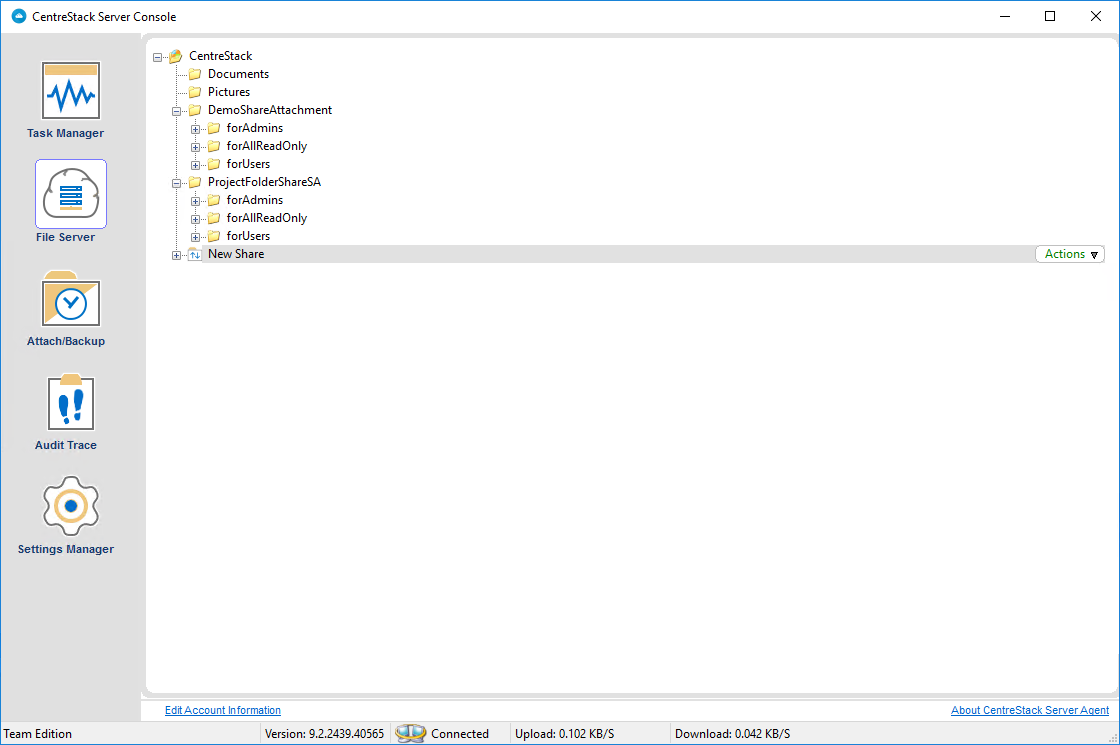 CentreStack Server Console
Task Manager
File Server
Attach/Backup
Audit Trace
Settings Manager
CentreStack
Documents
Pictures
DemoShareAttachment
forAdmins
forAllReadOnly
forUsers
ProjectFolderShareSA
forAdmins
forAllReadOnly
forUsers
New Share
Actions
Edit Account Information
About CentreStack Server Agent
Team Edition
Version: 9.2.2439.40565
Connected
Upload: 0.102 KB/S
Download: 0.042 KB/S